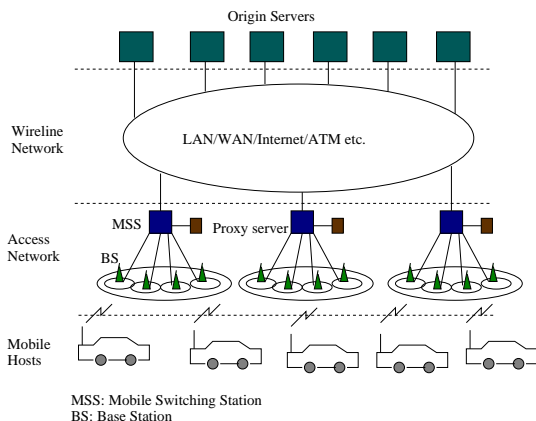 Origin Servers
Wireline
Network
LAN/WAN/Internet/ATM etc.
MSS
Proxy server
Access
Network
BS
Mobile
Hosts
MSS: Mobile Switching Station
BS: Base Station